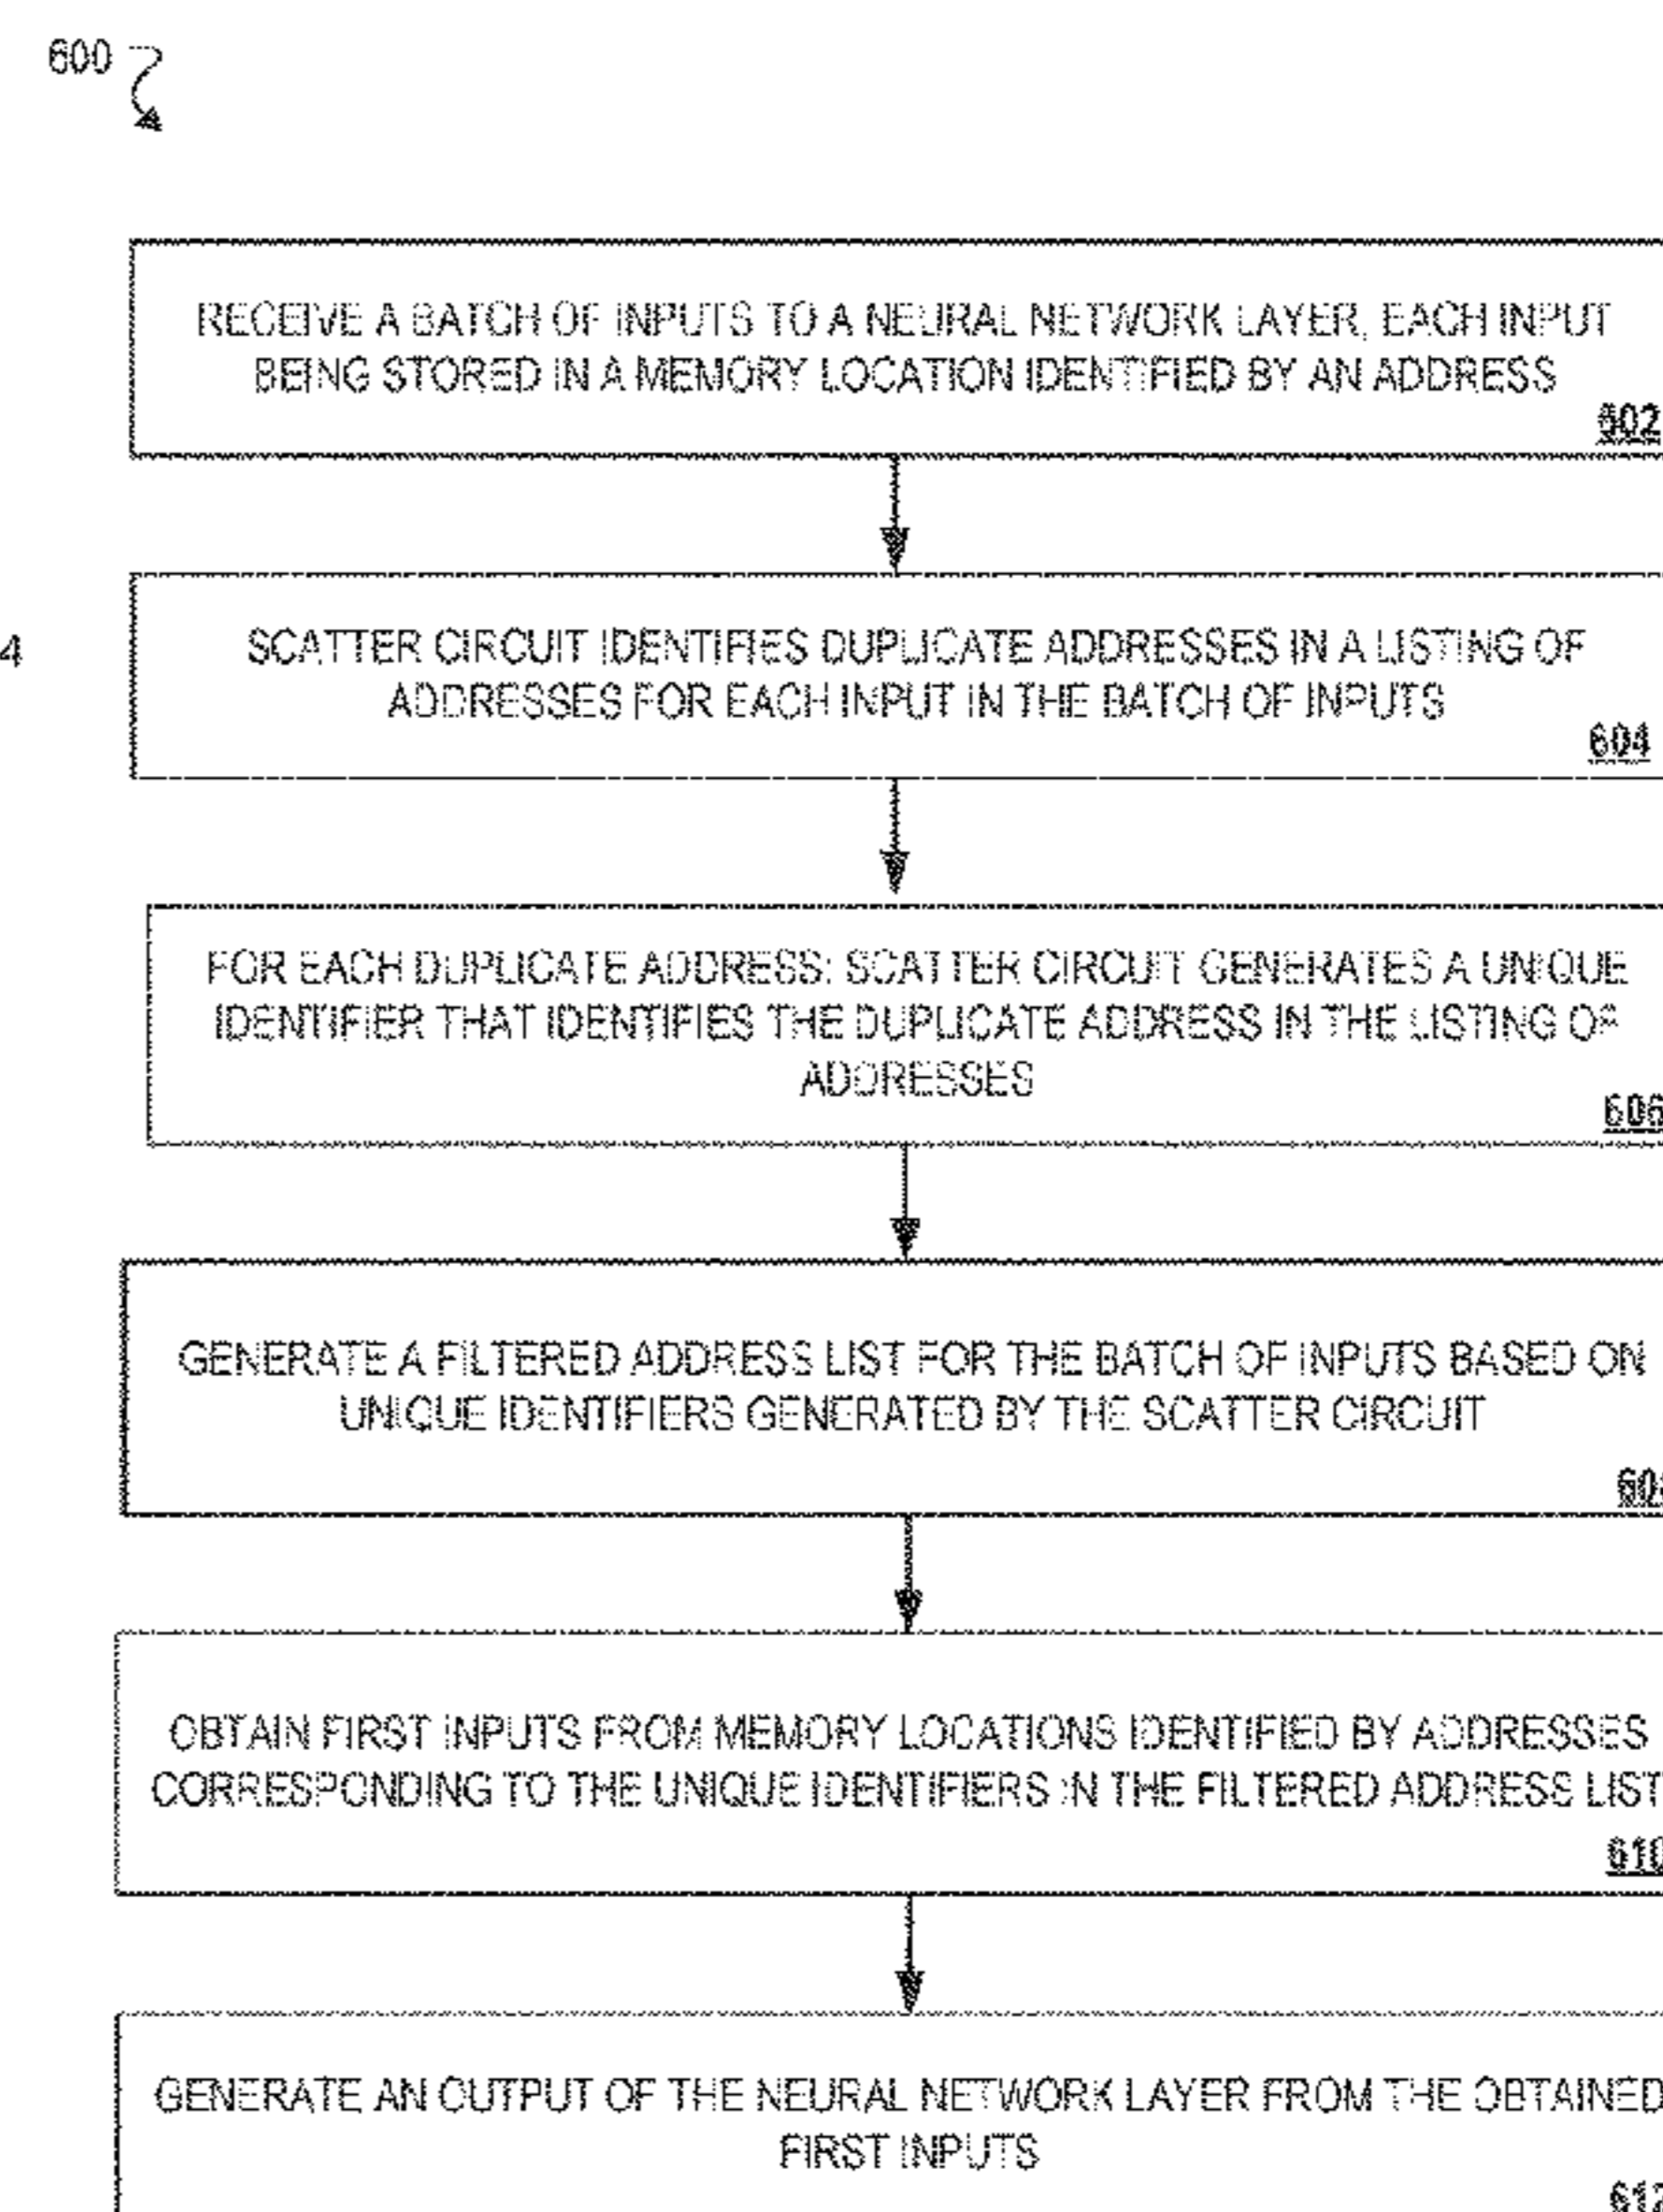 600
RECEIVE A BATCH OF INPUTS TO A NEURAL NETWORK LAYER, EACH INPUT
BEING STORED IN A MEMORY LOCATION IDENTIFIED BY AN ADDRESS
602
4
SCATTER CIRCUIT IDENTIFIES DUPLICATE ADDRESSES IN A LISTING OF
ADDRESSES FOR EACH INPUT IN THE BATCH OF INPUTS
604
FOR EACH DUPLICATE ADDRESS: SCATTER CIRCUIT GENERATES A UNIQUE
IDENTIFIER THAT IDENTIFIES THE DUPLICATE ADDRESS IN THE LISTING OF
ADDRESSES
606
GENERATE A FILTERED ADDRESS LIST FOR THE BATCH OF INPUTS BASED ON
UNIQUE IDENTIFIERS GENERATED BY THE SCATTER CIRCUIT
OBTAIN FIRST INPUTS FROM MEMORY LOCATIONS IDENTIFIED BY ADDRESSES
CORRESPONDING TO THE UNIQUE IDENTIFIERS IN THE FILTERED ADDRESS LIST
610
GENERATE AN OUTPUT OF THE NEURAL NETWORK LAYER FROM THE OBTAINED
FIRST INPUTS
612